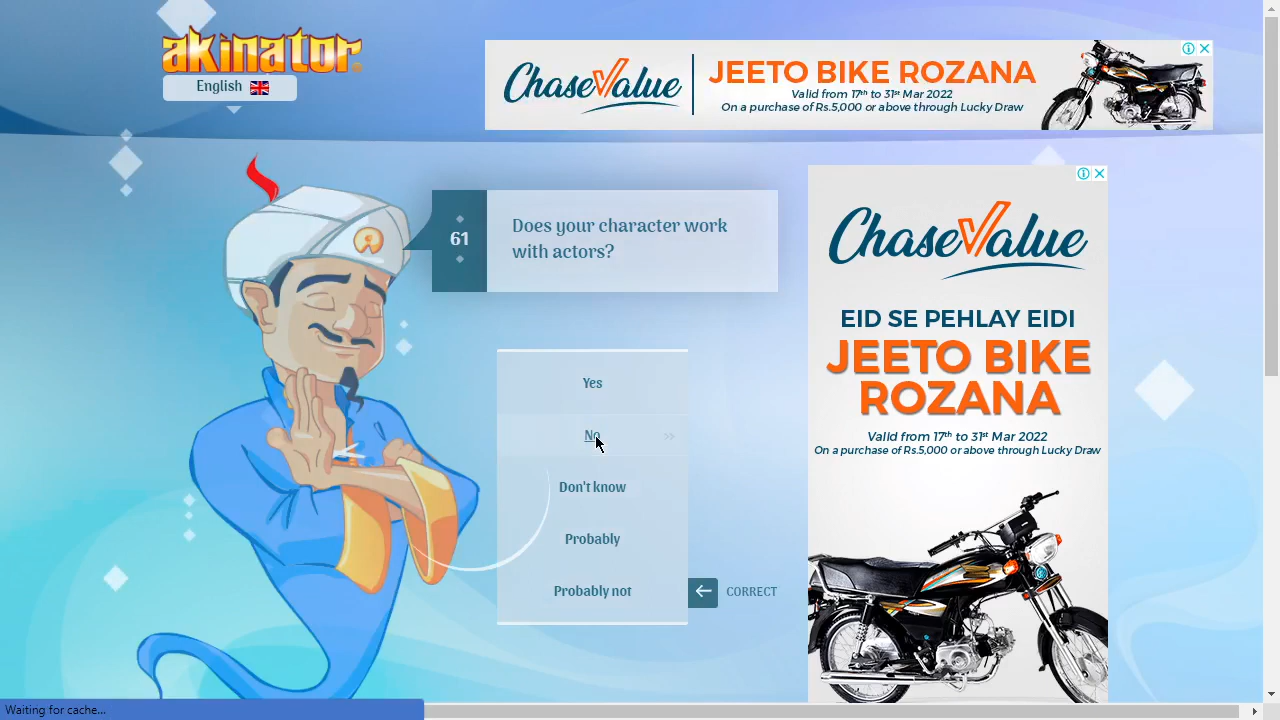 akinator
English
ChaseValue
JEETO BIKE ROZANA
Valid from 17th to 31st Mar 2022
On a purchase of Rs.5,000 or above through Lucky Draw
61
Does your character work
with actors?
Yes
No >>
Don't know
Probably
Probably not
CORRECT
ChaseValue
EID SE PEHLAY EIDI
JEETO BIKE
ROZANA
Valid from 17th to 31st Mar 2022
On a purchase of Rs.5,000 or above through Lucky Draw
Waiting for cache...